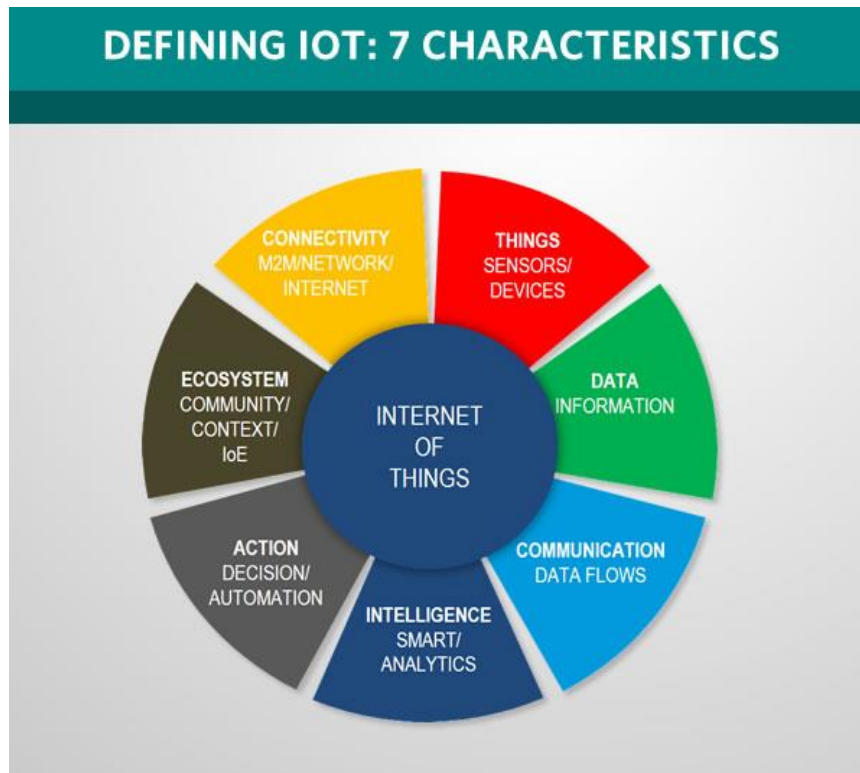 DEFINING IOT: 7 CHARACTERISTICS
CONNECTIVITY
M2M/NETWORK/
INTERNET
THINGS
SENSORS/
DEVICES
DATA
INFORMATION
COMMUNICATION
DATA FLOWS
INTELLIGENCE
SMART/
ANALYTICS
ACTION
DECISION/
AUTOMATION
ECOSYSTEM
COMMUNITY/
CONTEXT/
IoE
INTERNET
OF
THINGS